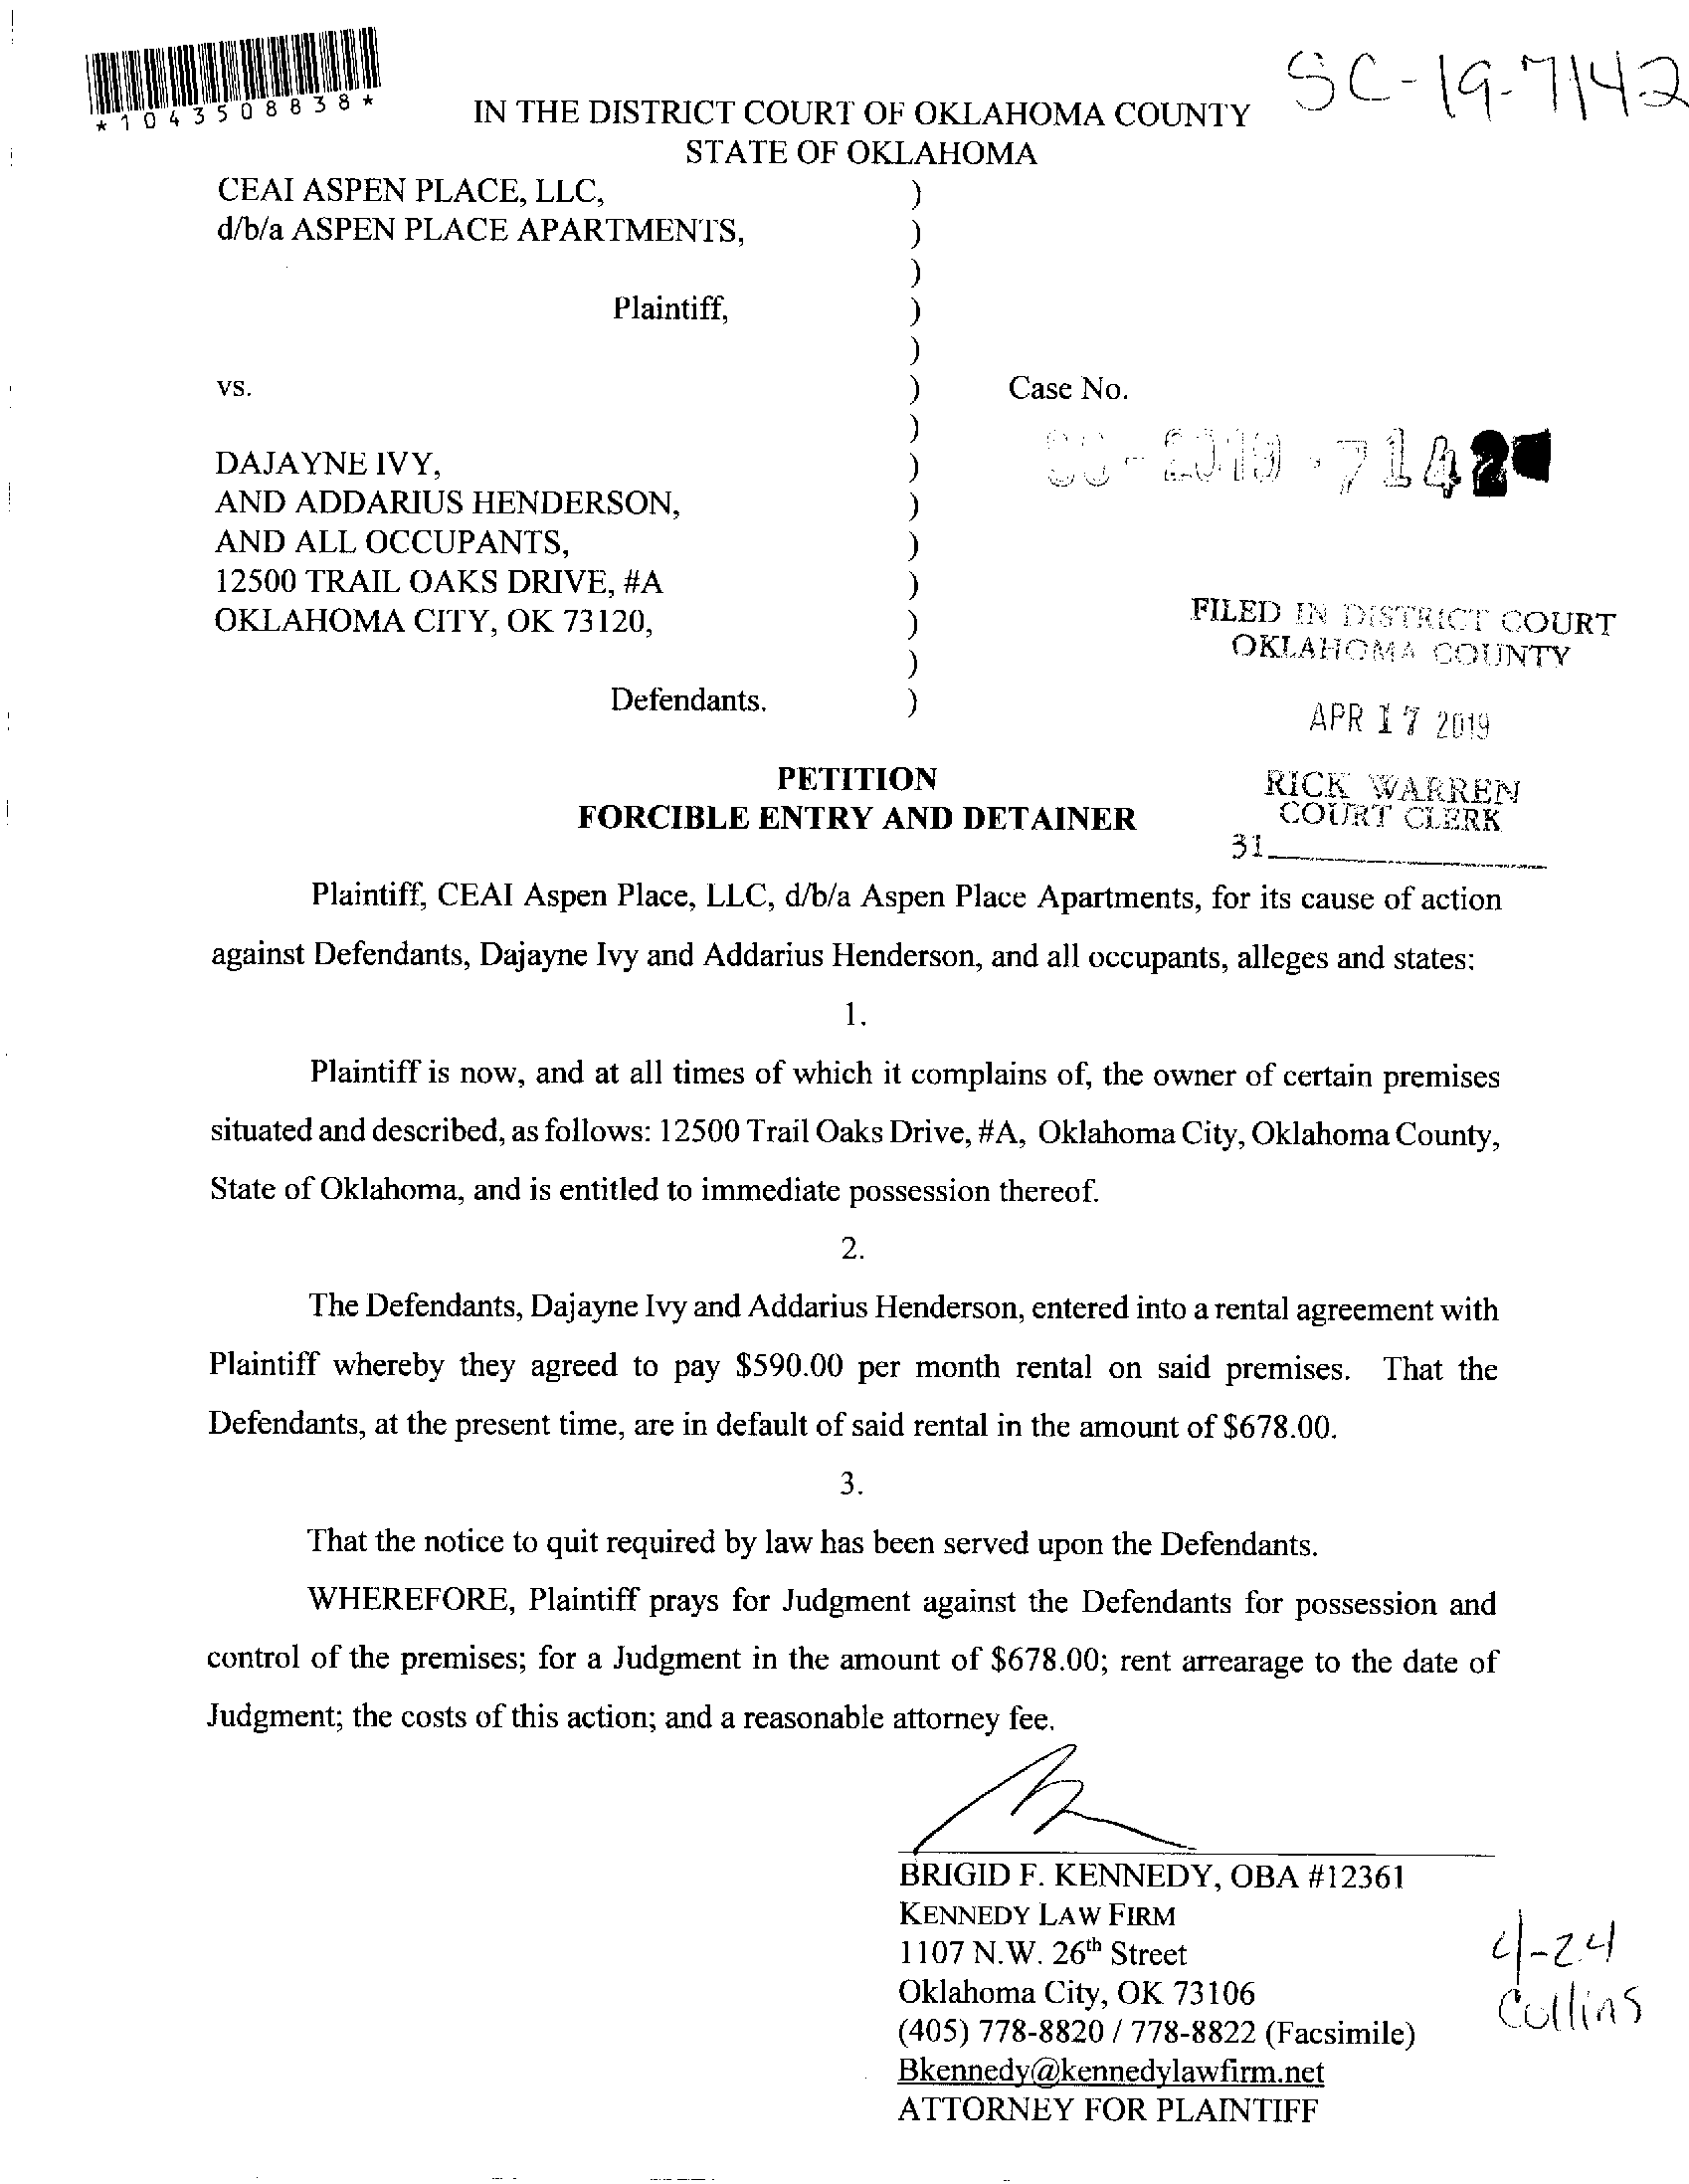 SC-19-7142
*1043508838*
IN THE DISTRICT COURT OF OKLAHOMA COUNTY
STATE OF OKLAHOMA
CEAI ASPEN PLACE, LLC, )
d/b/a ASPEN PLACE APARTMENTS, )
)
Plaintiff, )
)
vs. ) Case No.
)
SC-2019-7142
DAJAYNE IVY, )
AND ADDARIUS HENDERSON, )
AND ALL OCCUPANTS, )
12500 TRAIL OAKS DRIVE, #A )
OKLAHOMA CITY, OK 73120, )
)
Defendants. )
FILED IN DISTRICT COURT
OKLAHOMA COUNTY
APR 17 2019
RICK WARREN
COURT CLERK
31
PETITION
FORCIBLE ENTRY AND DETAINER
Plaintiff, CEAI Aspen Place, LLC, d/b/a Aspen Place Apartments, for its cause of action
against Defendants, Dajayne Ivy and Addarius Henderson, and all occupants, alleges and states:
1.
Plaintiff is now, and at all times of which it complains of, the owner of certain premises
situated and described, as follows: 12500 Trail Oaks Drive, #A, Oklahoma City, Oklahoma County,
State of Oklahoma, and is entitled to immediate possession thereof.
2.
The Defendants, Dajayne Ivy and Addarius Henderson, entered into a rental agreement with
Plaintiff whereby they agreed to pay $590.00 per month rental on said premises. That the
Defendants, at the present time, are in default of said rental in the amount of $678.00.
3.
That the notice to quit required by law has been served upon the Defendants.
WHEREFORE, Plaintiff prays for Judgment against the Defendants for possession and
control of the premises; for a Judgment in the amount of $678.00; rent arrearage to the date of
Judgment; the costs of this action; and a reasonable attorney fee.
BRIGID F. KENNEDY, OBA #12361
KENNEDY LAW FIRM
1107 N.W. 26th Street
Oklahoma City, OK 73106
(405) 778-8820 / 778-8822 (Facsimile)
Bkennedy@kennedylawfirm.net
ATTORNEY FOR PLAINTIFF
4-24
Collins